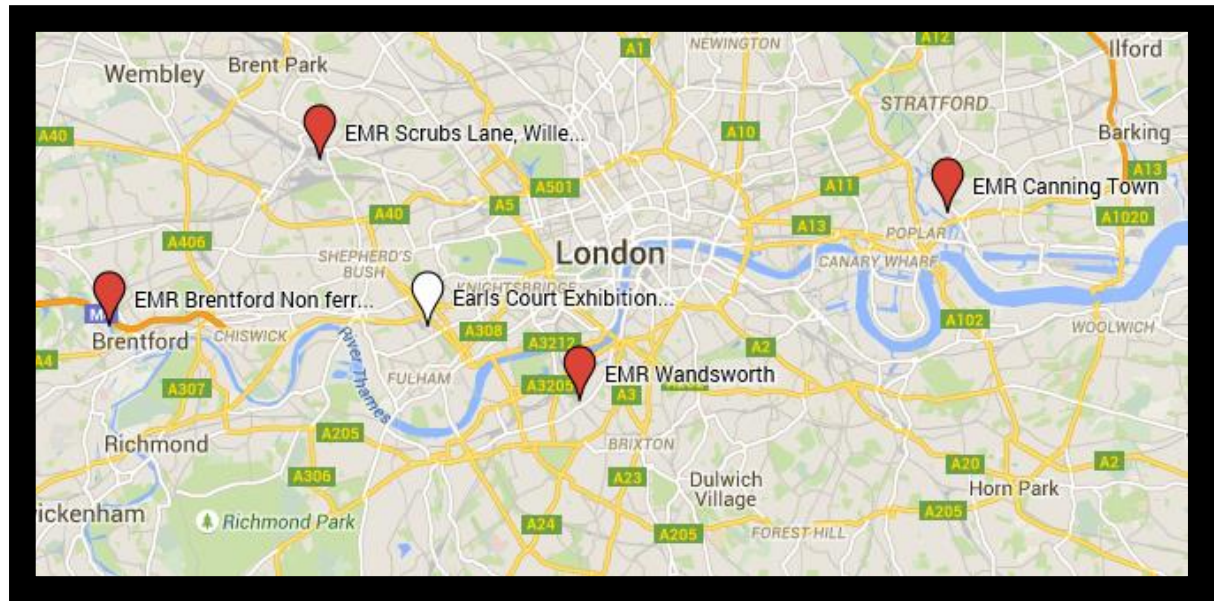 A1
NEWINGTON
A12
Ilford
Wembley
Brent Park
STRATFORD
A40
EMR Scrubs Lane, Wille...
A10
Barking
A501
A11
EMR Canning Town
A13
A40
A5
A13
A1020
A406
SHEPHERD'S
BUSH
London
POPLAR
CANARY WHARF
KNIGHTSBRIDGE
EMR Brentford Non ferr...
Earls Court Exhibition...
Brentford
CHISWICK
A308
A3212
A102
WOOLWICH
A4
River Thames
A2
A307
FULHAM
A3205
EMR Wandsworth
A3
Richmond
A205
BRIXTON
A306
A23
Dulwich
Village
A20
A2
Horn Park
ickenham
Richmond Park
A24
A205
FOREST HILL
A205